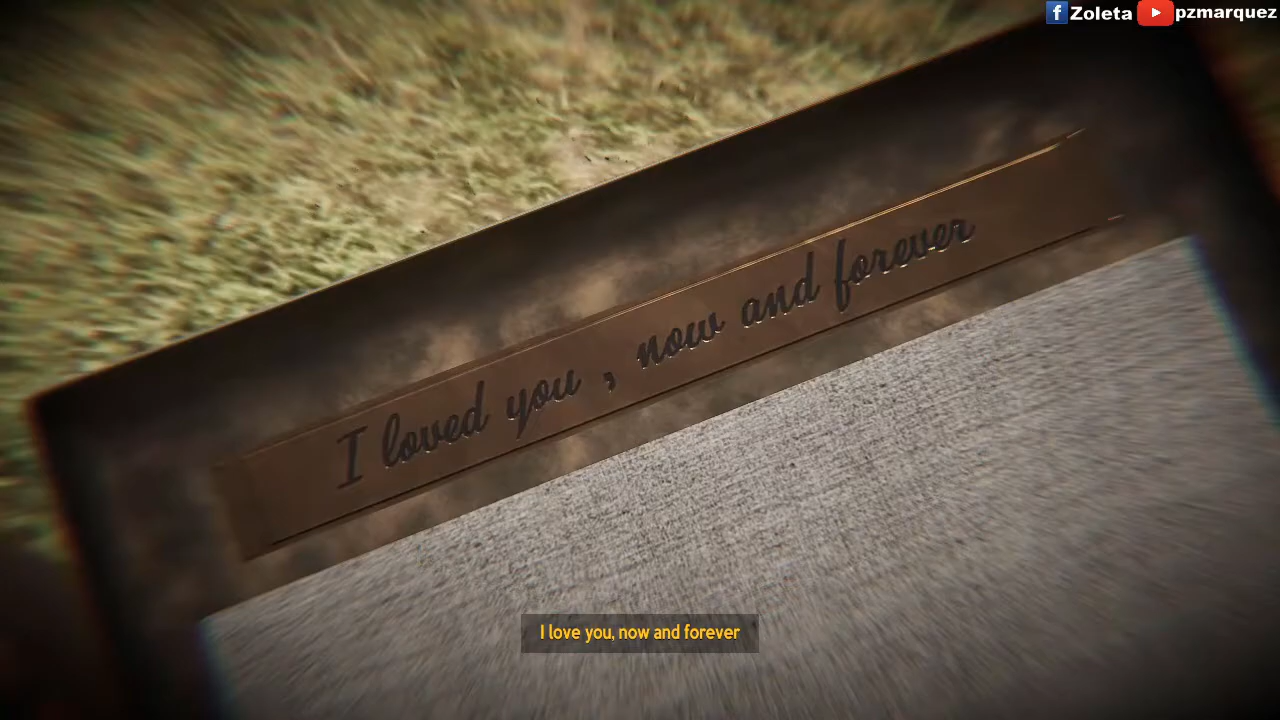 f Zoleta pzmarquez
I loved you , now and forever
I love you, now and forever